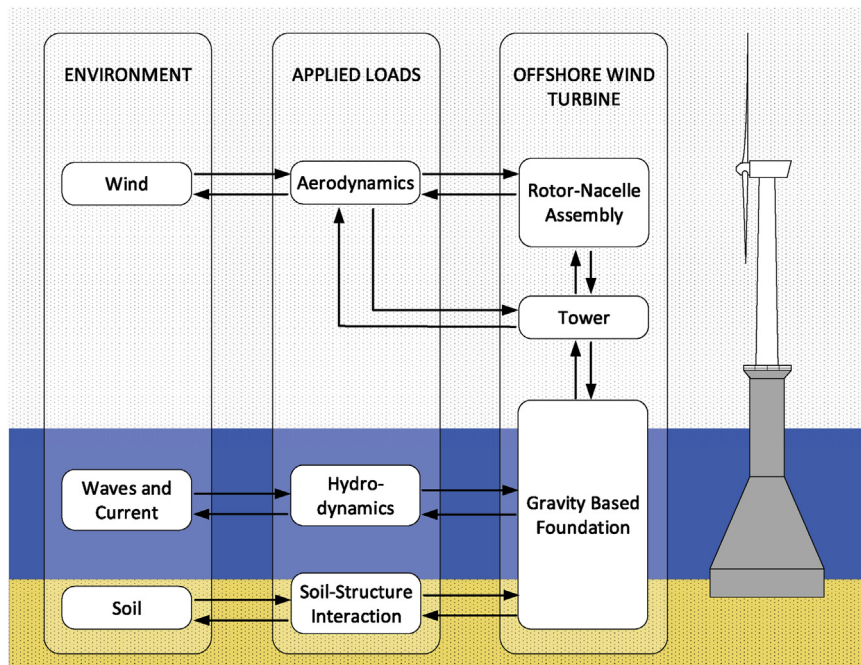 ENVIRONMENT
APPLIED LOADS
OFFSHORE WIND
TURBINE
Wind
Aerodynamics
Rotor-Nacelle
Assembly
Tower
Waves and
Current
Hydro-
dynamics
Gravity Based
Foundation
Soil
Soil-Structure
Interaction